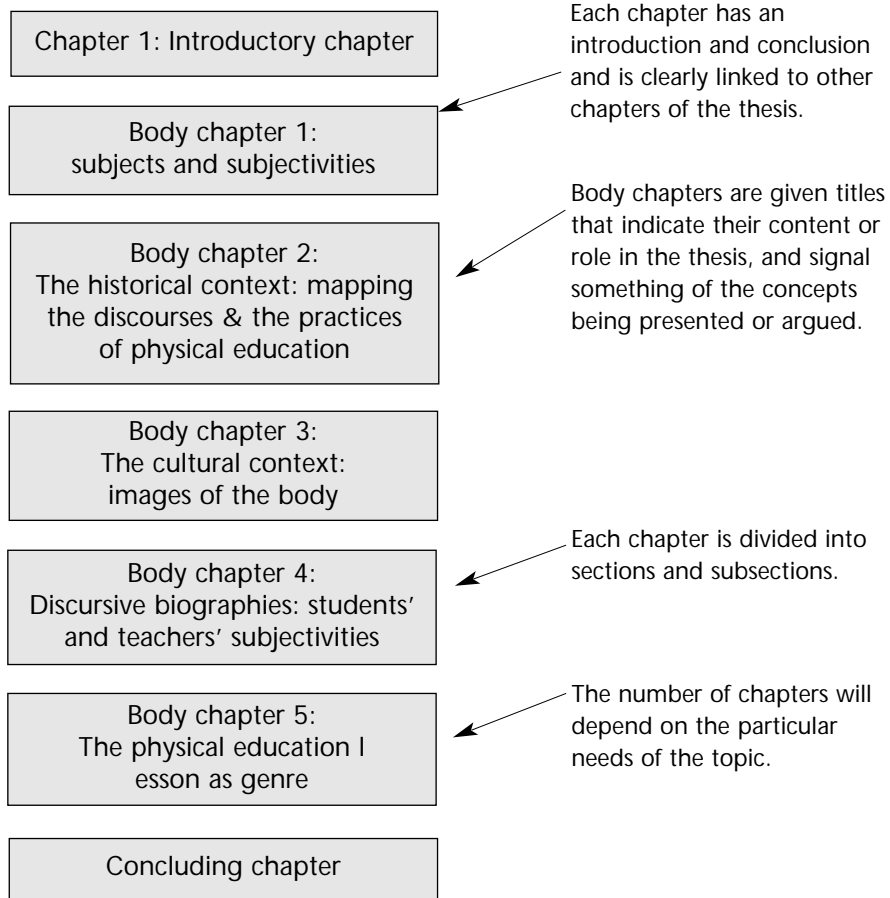 Chapter 1: Introductory chapter
Each chapter has an
introduction and conclusion
and is clearly linked to other
chapters of the thesis.
Body chapter 1:
subjects and subjectivities
Body chapters are given titles
that indicate their content or
role in the thesis, and signal
something of the concepts
being presented or argued.
Body chapter 2:
The historical context: mapping
the discourses & the practices
of physical education
Body chapter 3:
The cultural context:
images of the body
Each chapter is divided into
sections and subsections.
Body chapter 4:
Discursive biographies: students’
and teachers’ subjectivities
The number of chapters will
depend on the particular
needs of the topic.
Body chapter 5:
The physical education l
esson as genre
Concluding chapter